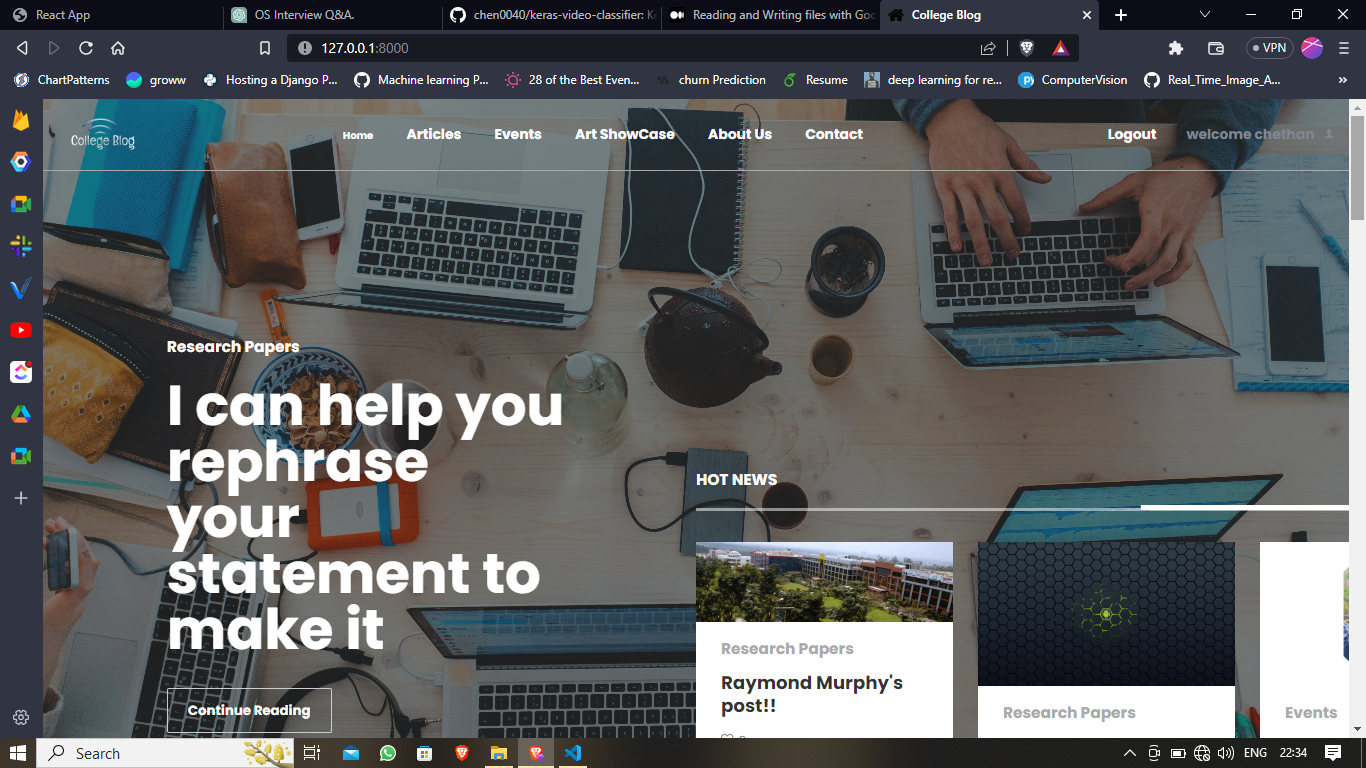 React App
OS Interview Q&A.
chen0040/keras-video-classifier: Ke
Reading and Writing files with Goo
College Blog
127.0.0.1:8000
VPN
ChartPatterns
groww
Hosting a Django P...
Machine learning P...
28 of the Best Even...
churn Prediction
Resume
deep learning for re...
ComputerVision
Real_Time_Image_A...
»
College Blog
Home
Articles
Events
Art ShowCase
About Us
Contact
Logout
welcome chethan
Research Papers
I can help you
rephrase
your
statement to
make it
Continue Reading
HOT NEWS
Research Papers
Raymond Murphy's
post!!
Research Papers
Events
Search
ENG
22:34